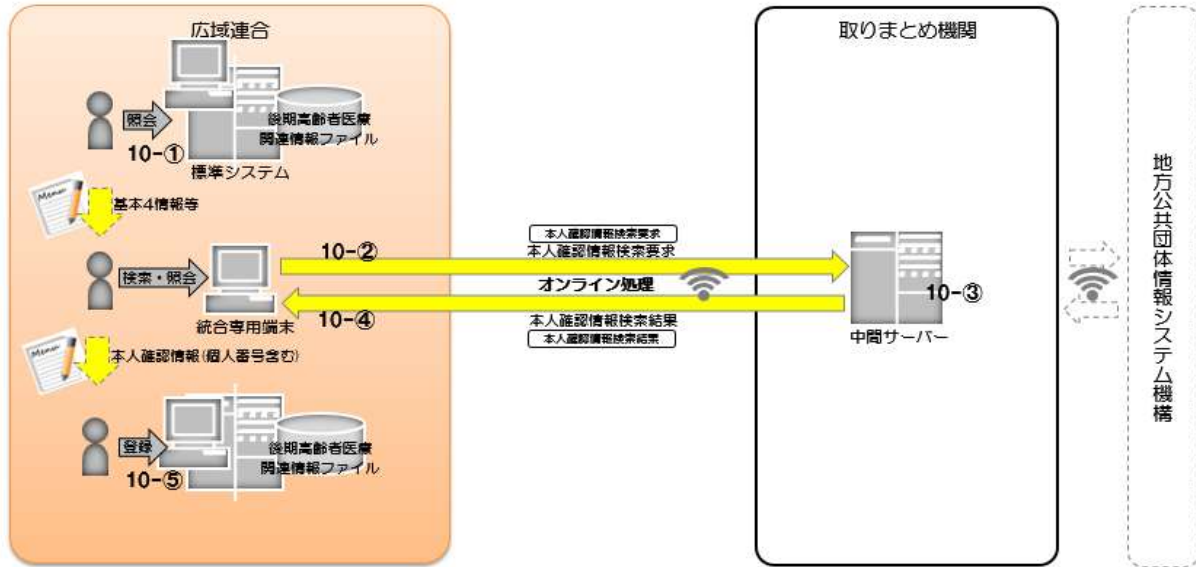 広域連合
照会
10-①
後期高齢者医療
関連情報ファイル
標準システム
Memo
基本4情報等
検索・照会
統合専用端末
10-②
本人確認情報検索要求
本人確認情報検索要求
オンライン処理
10-④
本人確認情報検索結果
本人確認情報検索結果
Memo
本人確認情報(個人番号含む)
登録
10-⑤
後期高齢者医療
関連情報ファイル
取りまとめ機関
10-③
中間サーバー
地方公共団体情報システム機構